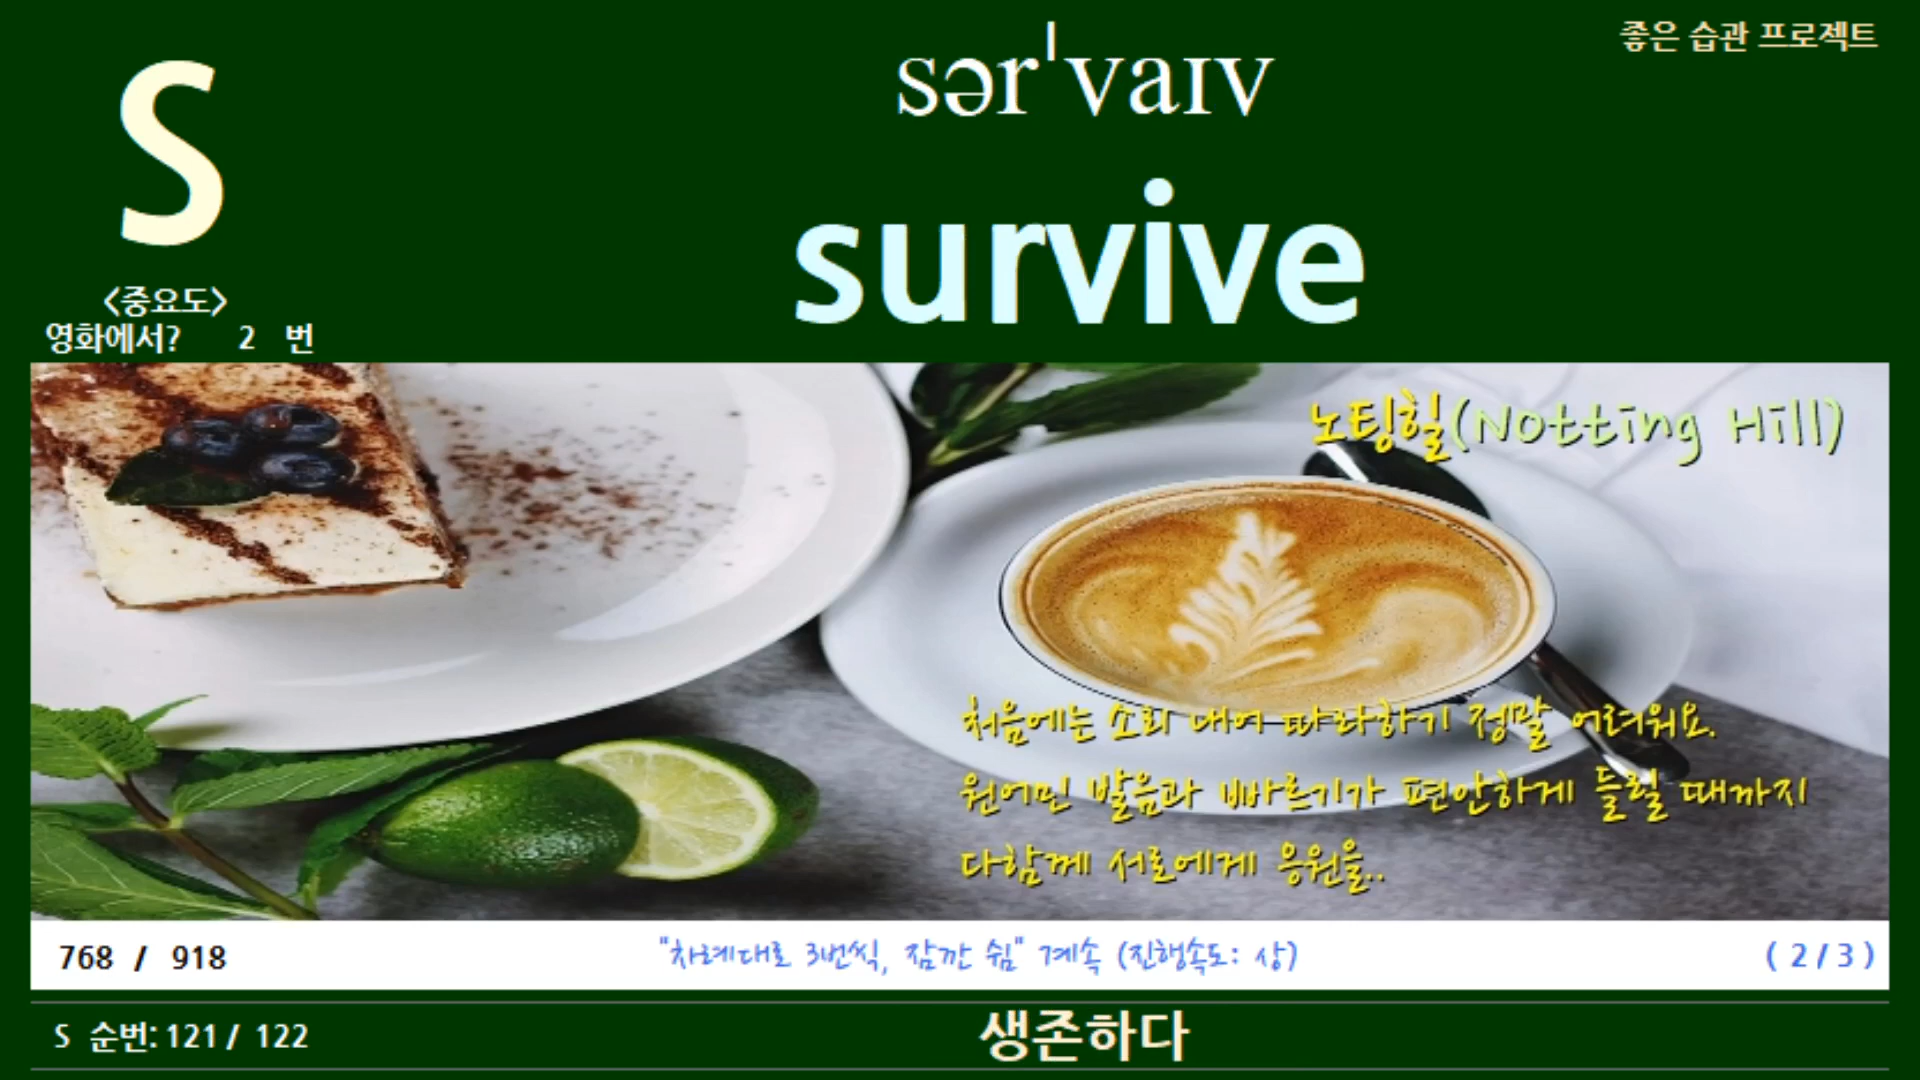 좋은 습관 프로젝트
S
sərˈvaɪv
survive
<중요도>
영화에서? 2 번
노팅힐(Notting Hill)
처음에는 소리 내어 따라하기 정말 어려워요.
원어민 발음과 빠르기가 편안하게 들릴 때까지
다함께 서로에게 응원을..
768 / 918
"차례대로 3번씩, 잠깐 쉼" 계속 (진행속도: 상)
( 2 / 3 )
S 순번: 121 / 122
생존하다